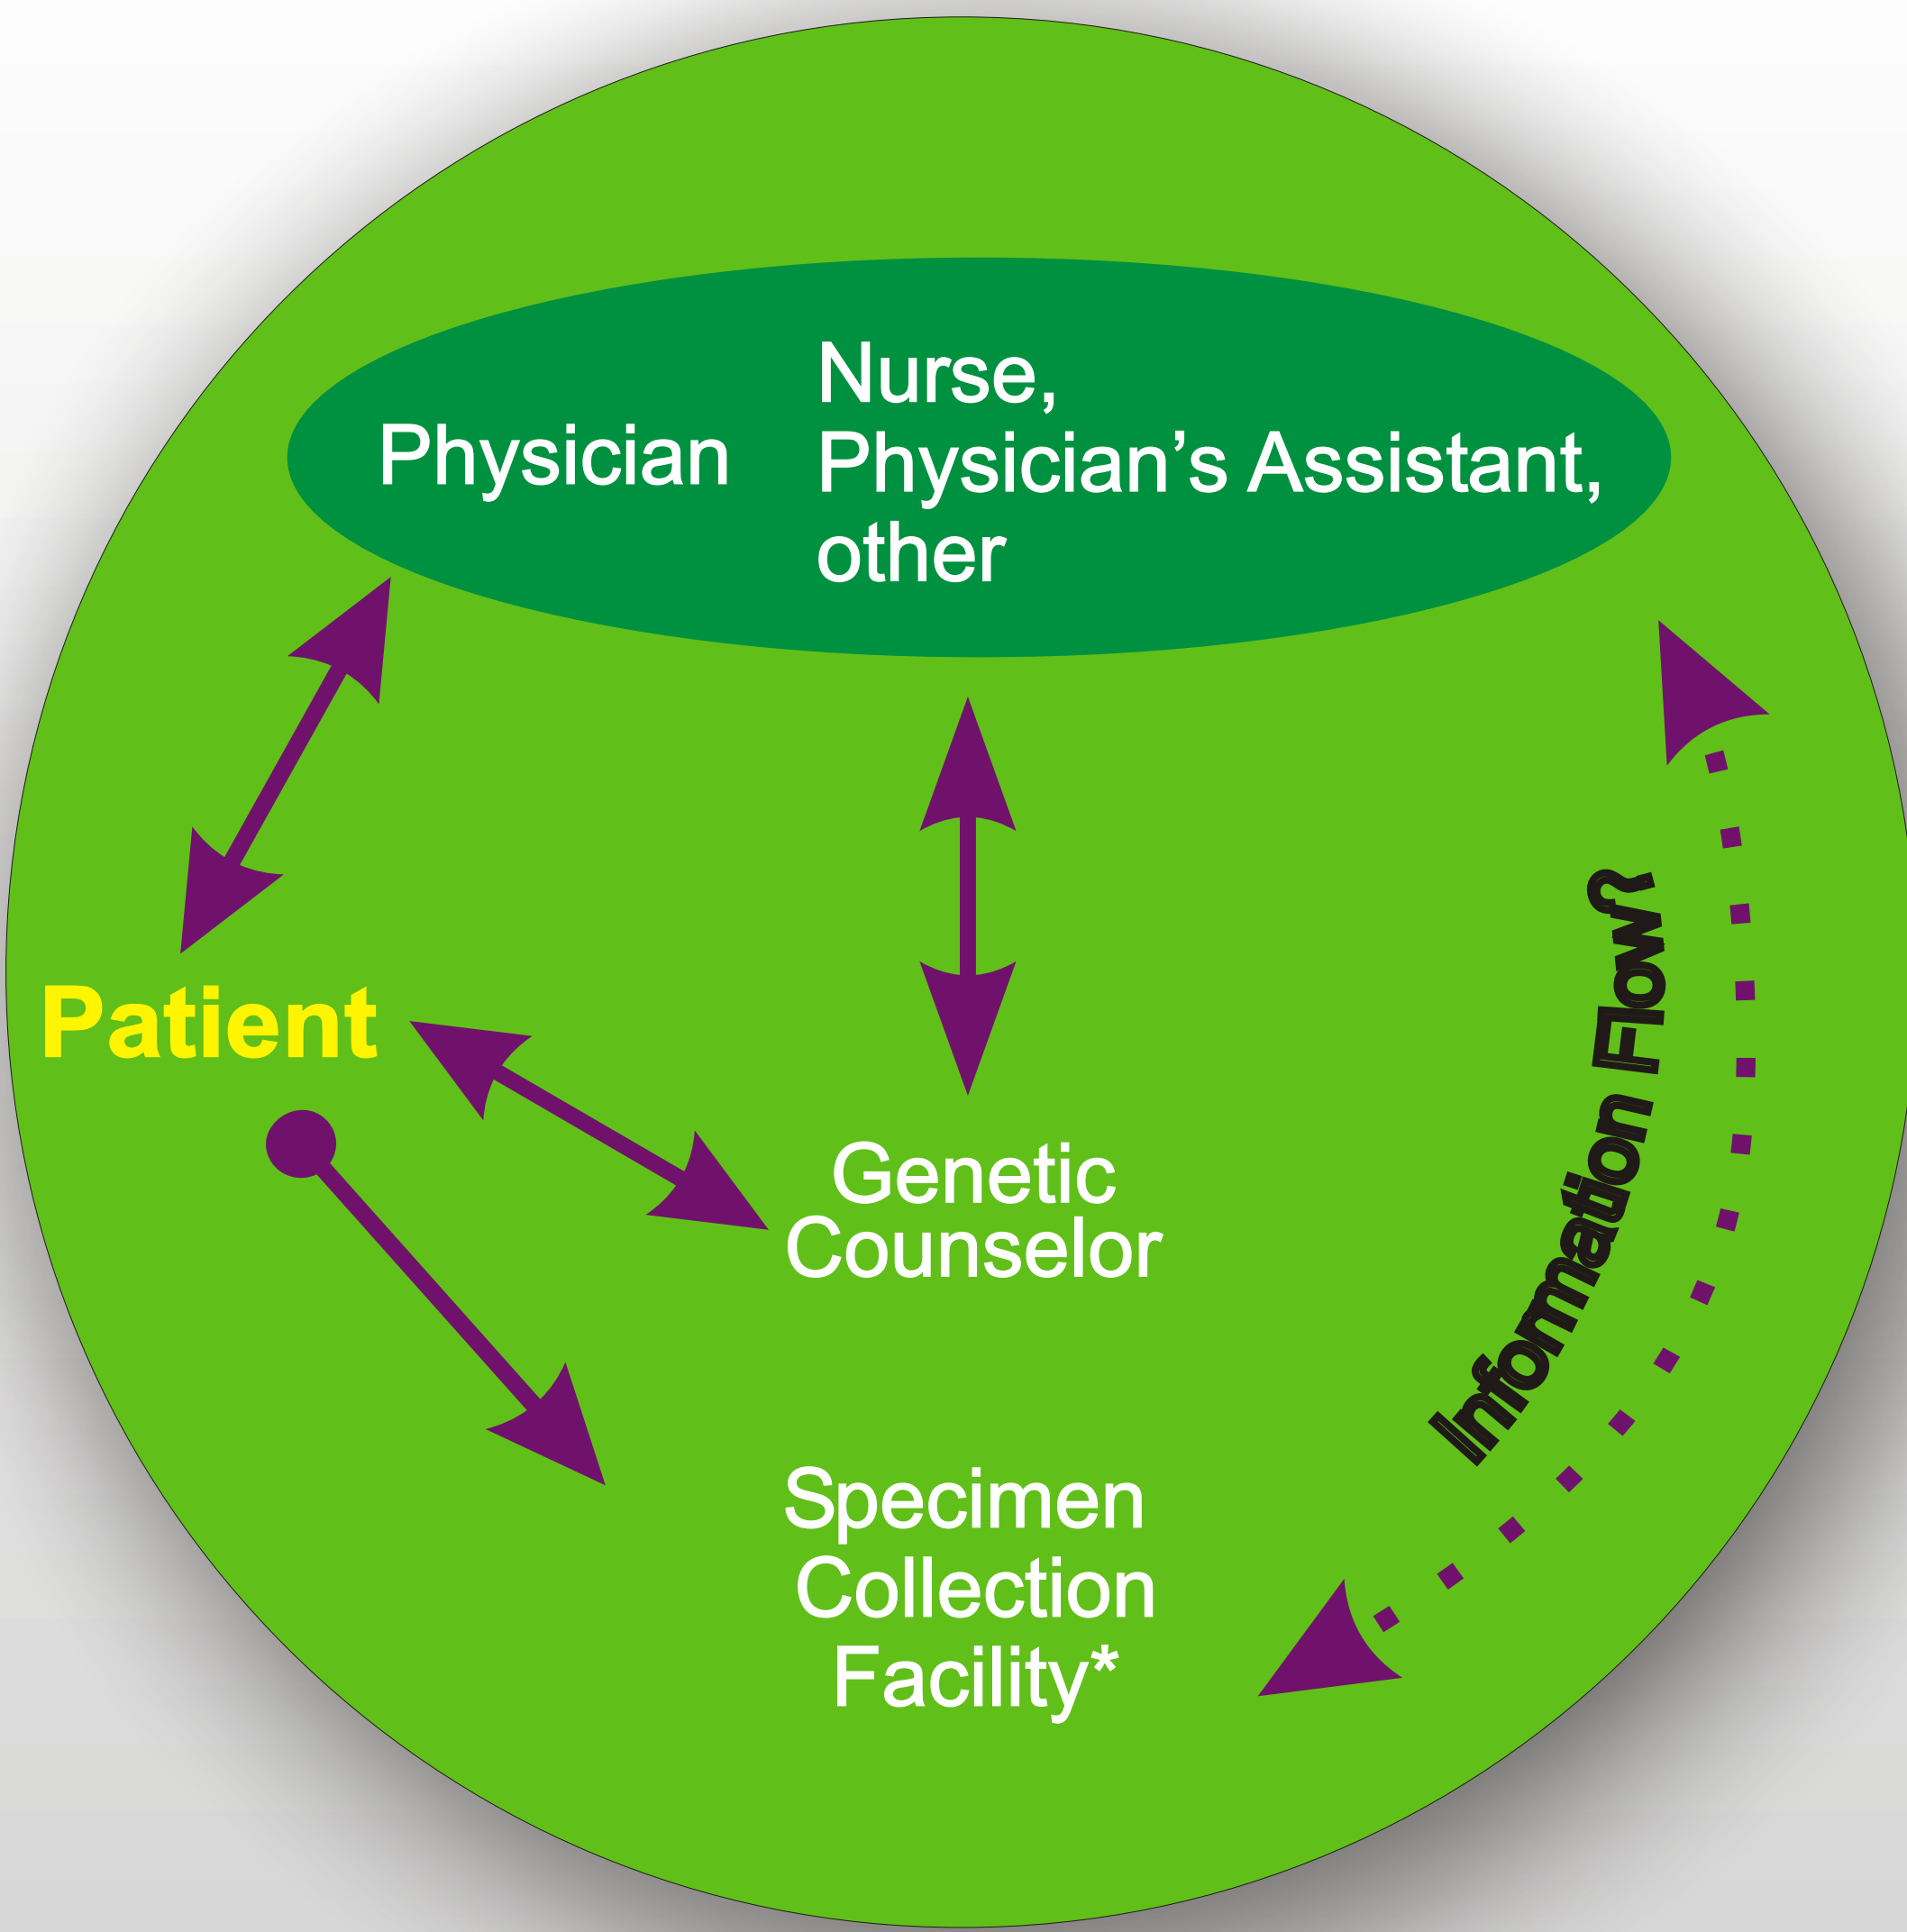 Nurse,
Physician
Physician’s Assistant,
other
Patient
Genetic
Counselor
Information Flow?
Specimen
Collection
Facility*